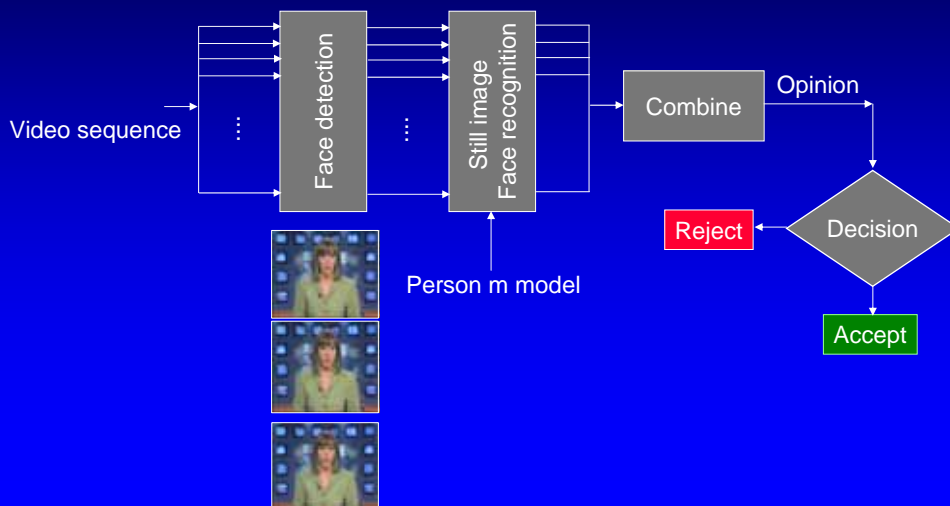 Video sequence
Face detection
Still image
Face recognition
Person m model
Combine
Opinion
Decision
Reject
Accept